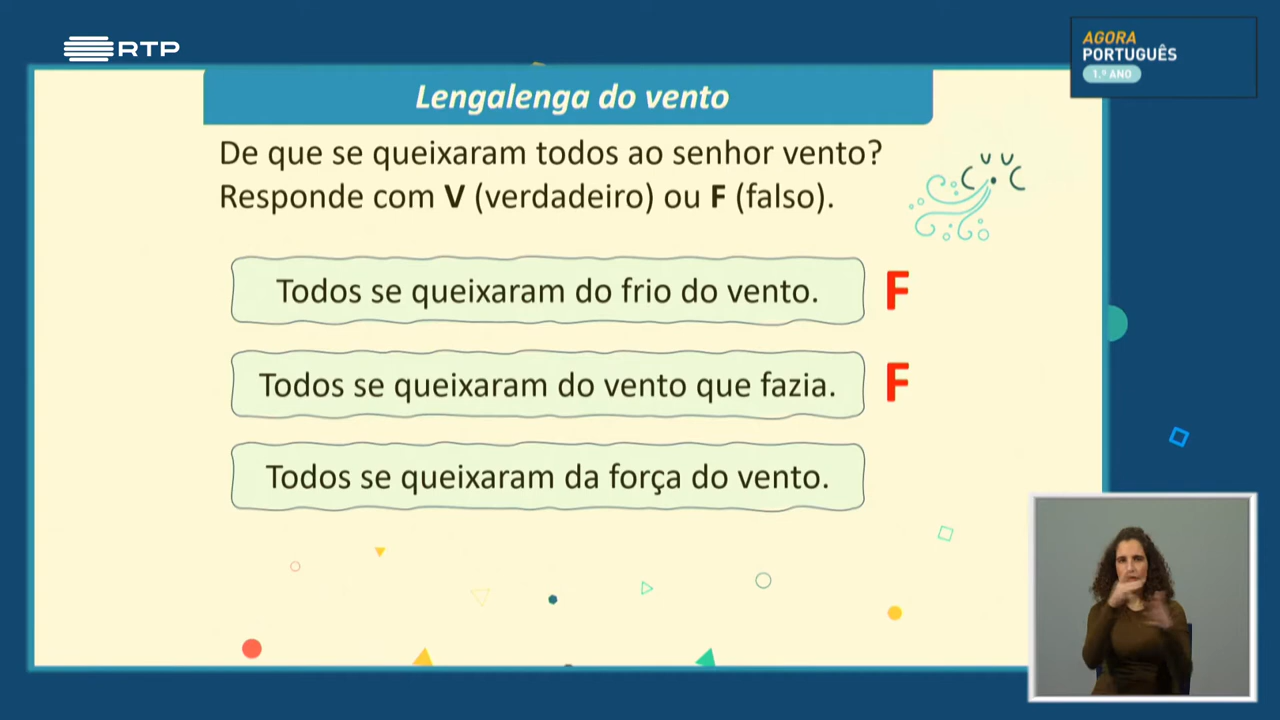 RTP
AGORA
PORTUGUÊS
1.º ANO
Lengalenga do vento
De que se queixaram todos ao senhor vento?
Responde com V (verdadeiro) ou F (falso).
Todos se queixaram do frio do vento. F
Todos se queixaram do vento que fazia. F
Todos se queixaram da força do vento.